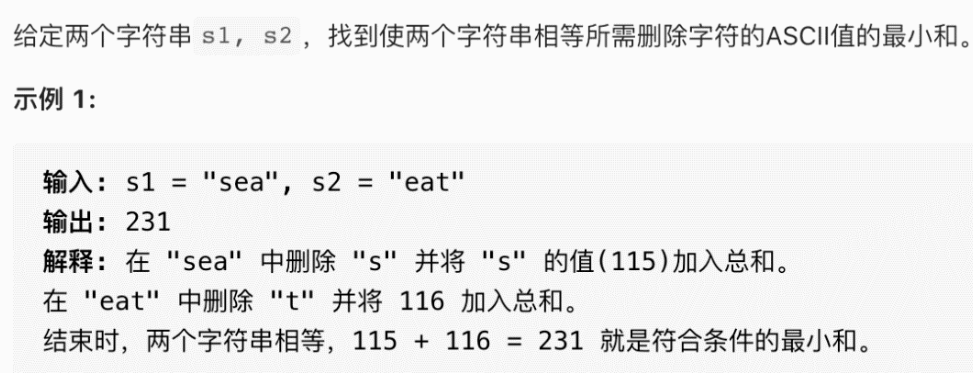 给定两个字符串 s1, s2 ，找到使两个字符串相等所需删除字符的ASCII值的最小和。
示例 1:
输入: s1 = "sea", s2 = "eat"
输出: 231
解释: 在 "sea" 中删除 "s" 并将 "s" 的值(115)加入总和。
在 "eat" 中删除 "t" 并将 116 加入总和。
结束时，两个字符串相等，115 + 116 = 231 就是符合条件的最小和。